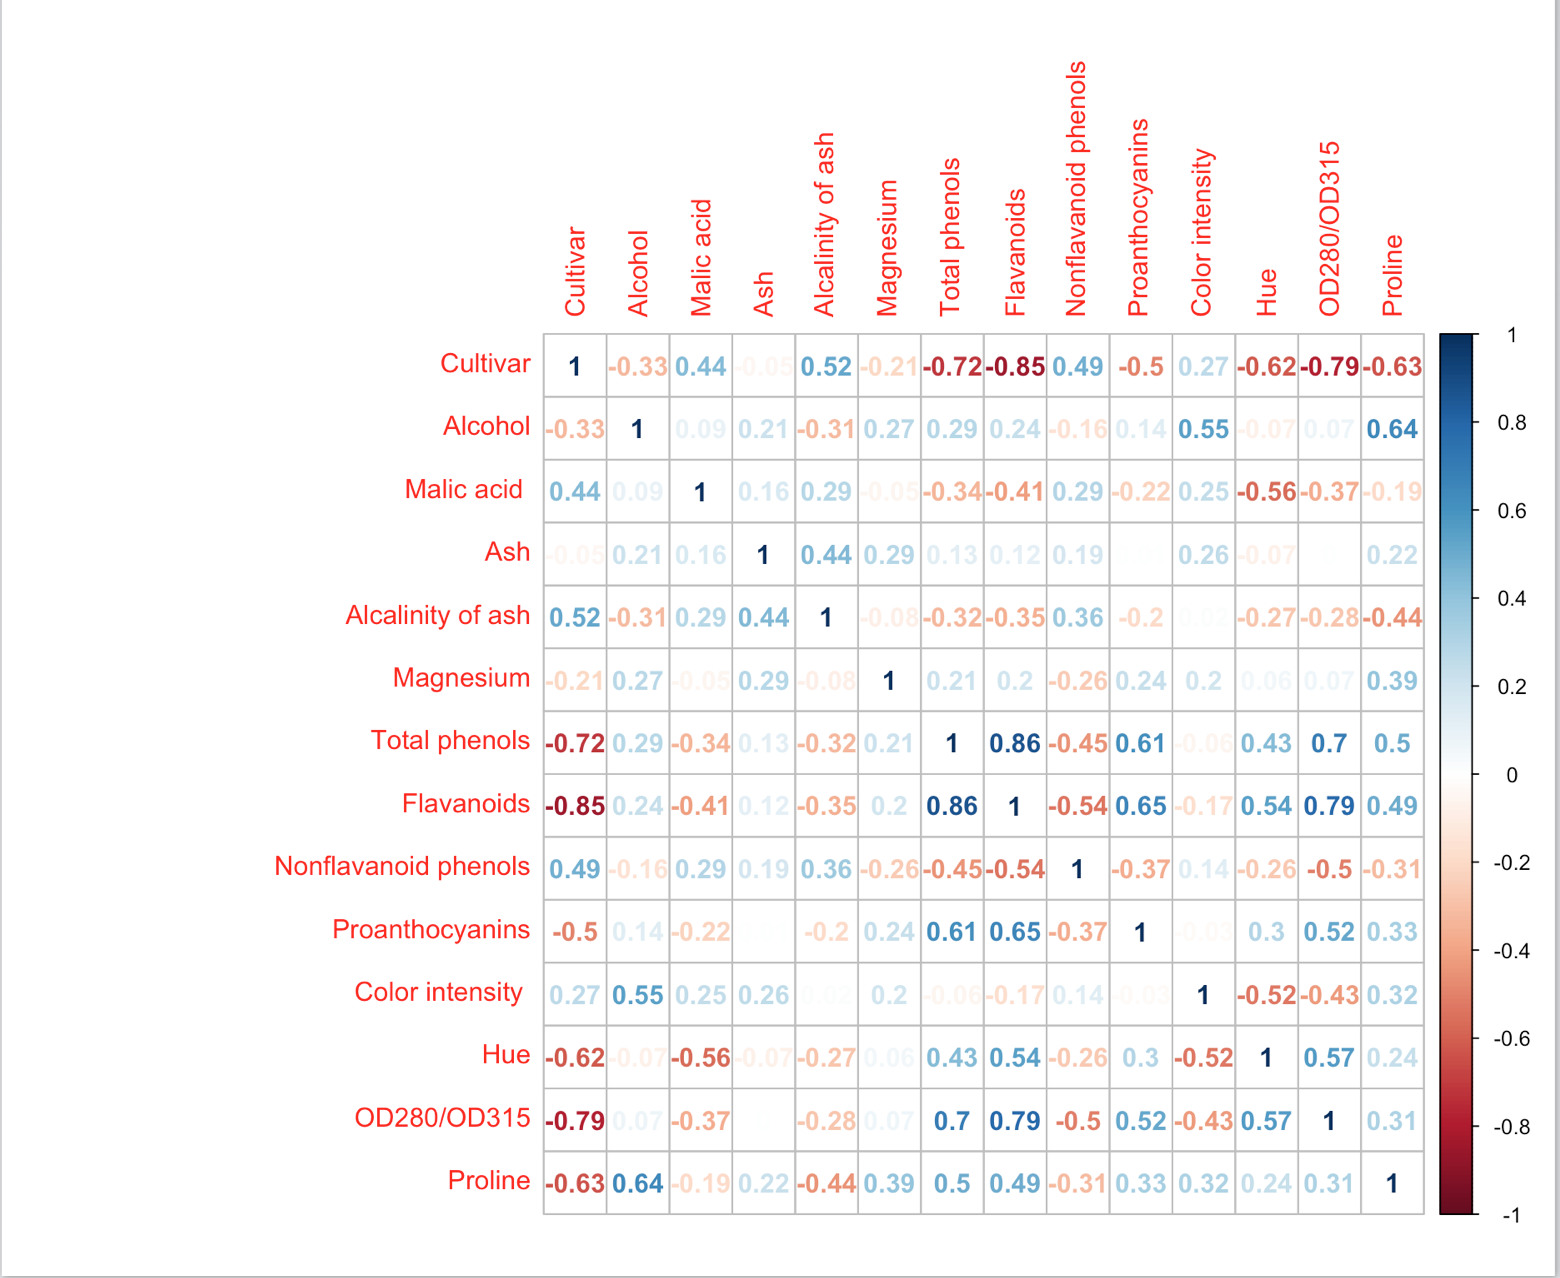 Cultivar Alcohol Malic acid Ash Alcalinity of ash Magnesium Total phenols Flavanoids Nonflavanoid phenols Proanthocyanins Color intensity Hue OD280/OD315 Proline
Cultivar 1 -0.33 0.44 -0.05 0.52 -0.21 -0.72 -0.85 0.49 -0.5 0.27 -0.62 -0.79 -0.63 1
Alcohol -0.33 1 0.09 0.21 -0.31 0.27 0.29 0.24 -0.16 0.14 0.55 -0.07 0.07 0.64 0.8
Malic acid 0.44 0.09 1 0.16 0.29 -0.05 -0.34 -0.41 0.29 -0.22 0.25 -0.56 -0.37 -0.19 0.6
Ash -0.05 0.21 0.16 1 0.44 0.29 0.13 0.12 0.19 0.26 -0.07 0.22
Alcalinity of ash 0.52 -0.31 0.29 0.44 1 -0.08 -0.32 -0.35 0.36 -0.2 0.02 -0.27 -0.28 -0.44 0.4
Magnesium -0.21 0.27 -0.05 0.29 -0.08 1 0.21 0.2 -0.26 0.24 0.2 0.06 0.07 0.39 0.2
Total phenols -0.72 0.29 -0.34 0.13 -0.32 0.21 1 0.86 -0.45 0.61 -0.06 0.43 0.7 0.5 0
Flavanoids -0.85 0.24 -0.41 0.12 -0.35 0.2 0.86 1 -0.54 0.65 -0.17 0.54 0.79 0.49
Nonflavanoid phenols 0.49 -0.16 0.29 0.19 0.36 -0.26 -0.45 -0.54 1 -0.37 0.14 -0.26 -0.5 -0.31 -0.2
Proanthocyanins -0.5 0.14 -0.22 -0.2 0.24 0.61 0.65 -0.37 1 -0.03 0.3 0.52 0.33 -0.4
Color intensity 0.27 0.55 0.25 0.26 0.02 0.2 -0.06 -0.17 0.14 -0.03 1 -0.52 -0.43 0.32
Hue -0.62 -0.07 -0.56 -0.07 -0.27 0.06 0.43 0.54 -0.26 0.3 -0.52 1 0.57 0.24 -0.6
OD280/OD315 -0.79 0.07 -0.37 -0.28 0.07 0.7 0.79 -0.5 0.52 -0.43 0.57 1 0.31 -0.8
Proline -0.63 0.64 -0.19 0.22 -0.44 0.39 0.5 0.49 -0.31 0.33 0.32 0.24 0.31 1 -1